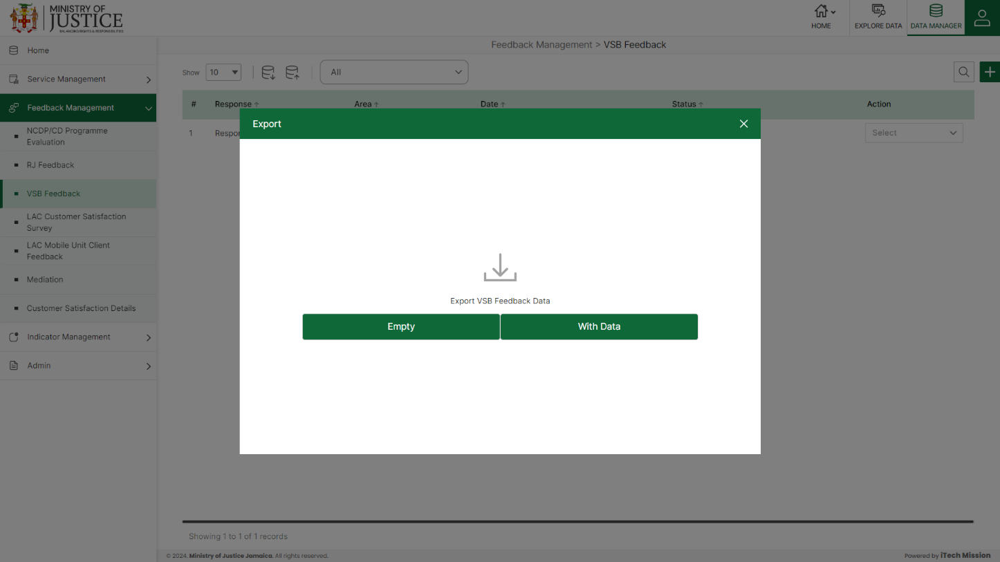 MINISTRY OF
JUSTICE
BALANCING RIGHTS & RESPONSIBILITIES
HOME
EXPLORE DATA
DATA MANAGER
Home
Service Management
Feedback Management
NCDP/CD Programme
Evaluation
RJ Feedback
VSB Feedback
LAC Customer Satisfaction
Survey
LAC Mobile Unit Client
Feedback
Mediation
Customer Satisfaction Details
Indicator Management
Admin
Feedback Management > VSB Feedback
Show 10 All
# Response Area Date Status Action
1 Select
Export
Export VSB Feedback Data
Empty With Data
Showing 1 to 1 of 1 records
© 2024. Ministry of Justice Jamaica. All rights reserved.
Powered by iTech Mission